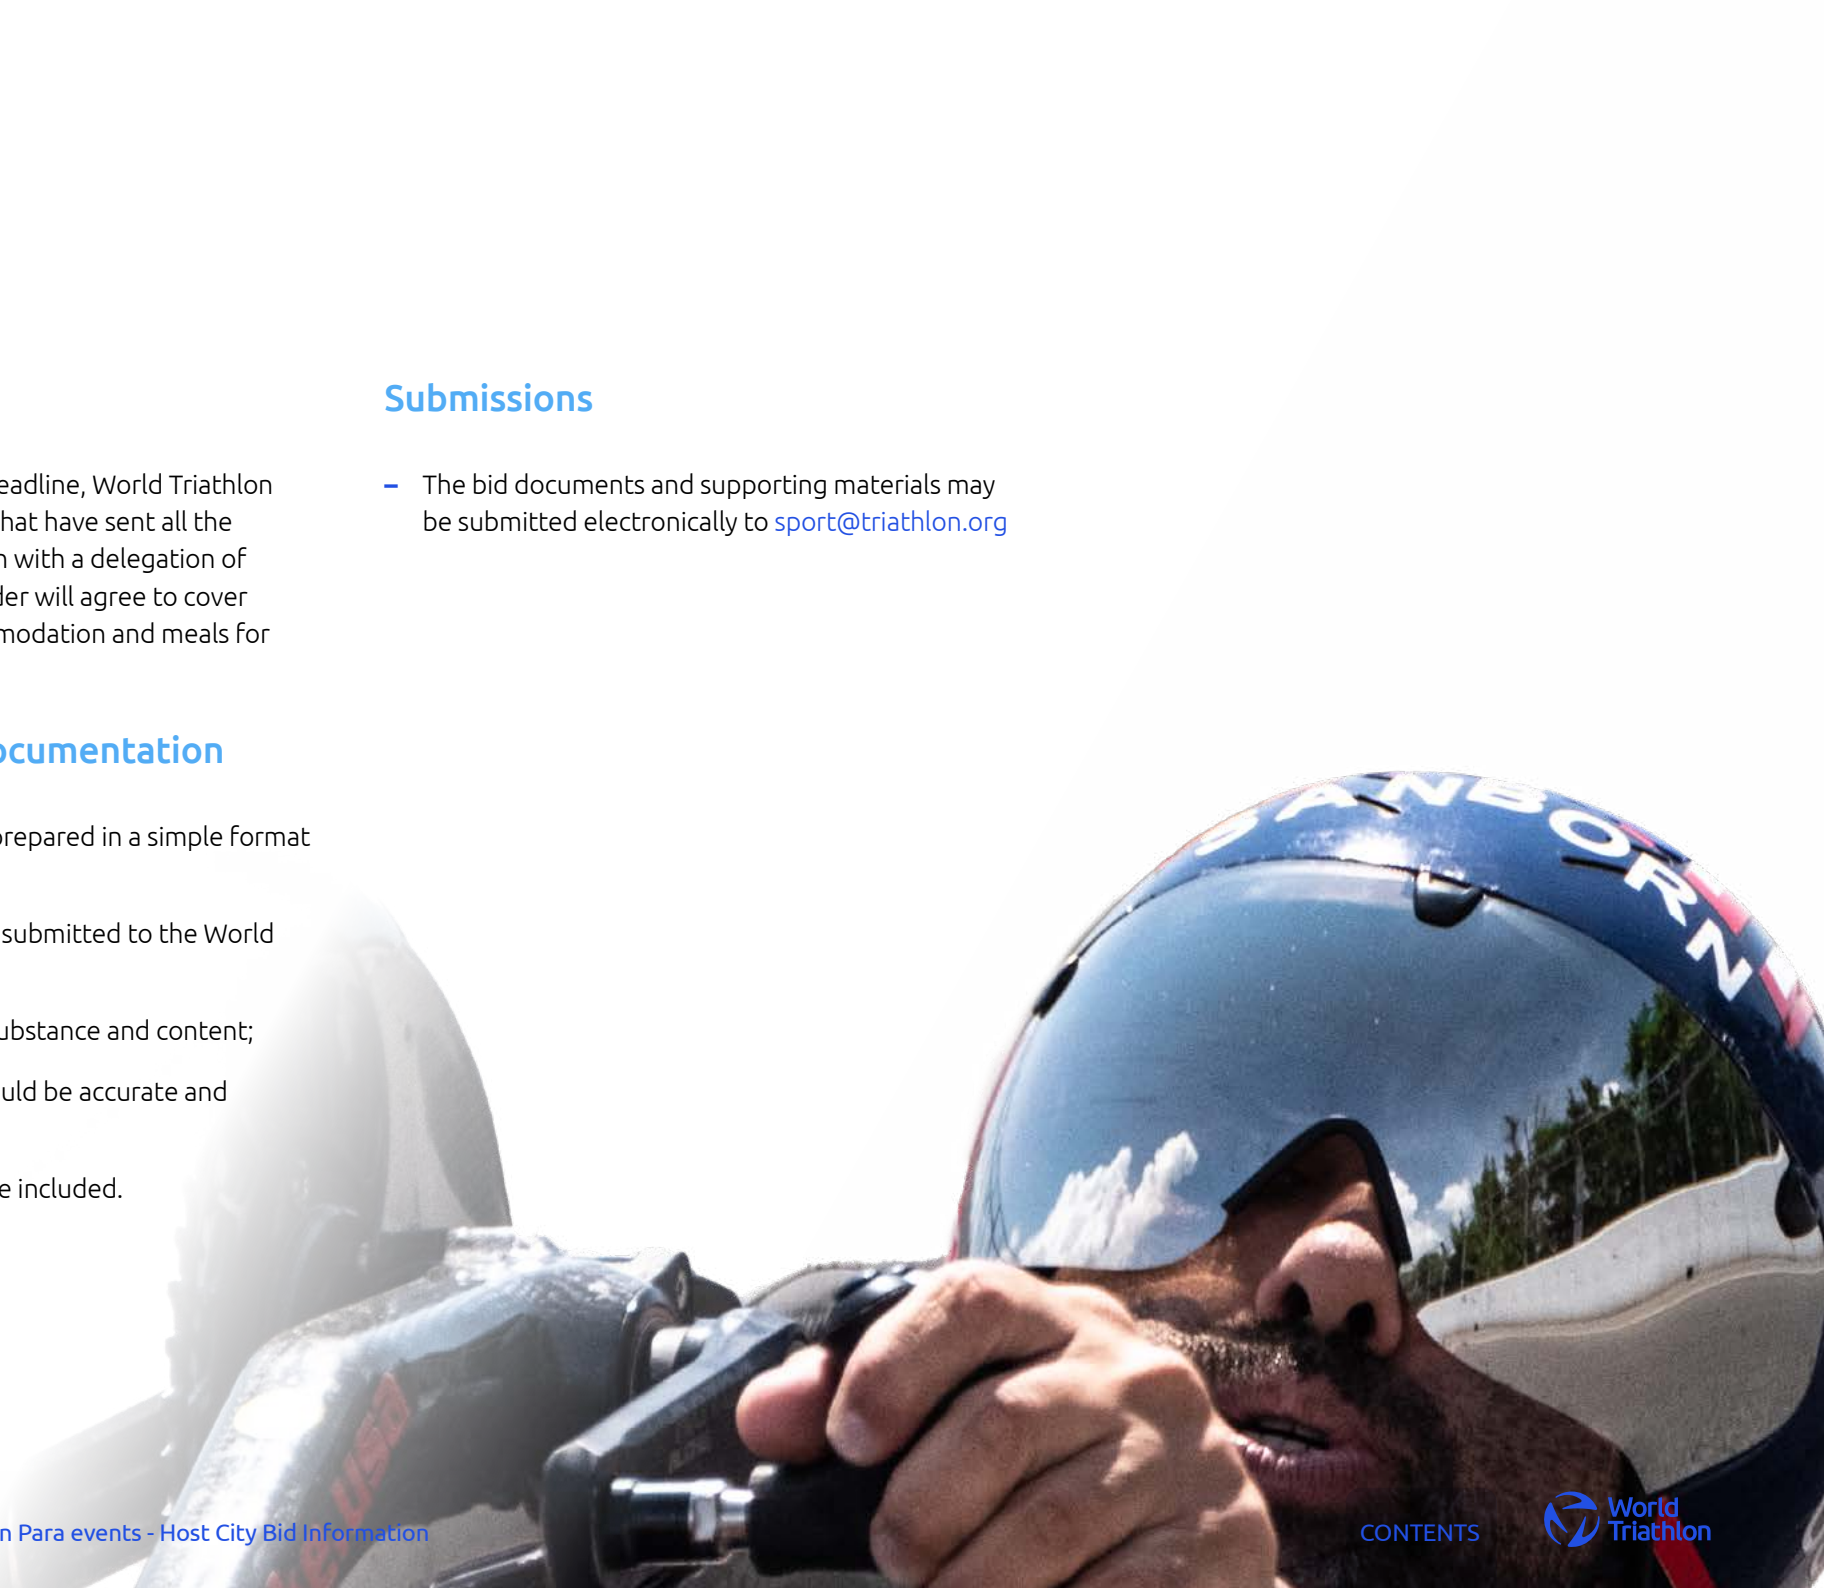 eadline, World Triathlon
hat have sent all the
n with a delegation of
der will agree to cover
modation and meals for
ocumentation
prepared in a simple format
submitted to the World
ubstance and content;
uld be accurate and
e included.
Submissions
– The bid documents and supporting materials may
be submitted electronically to sport@triathlon.org
SANBORN
usa
n Para events - Host City Bid Information
CONTENTS
World
Triathlon